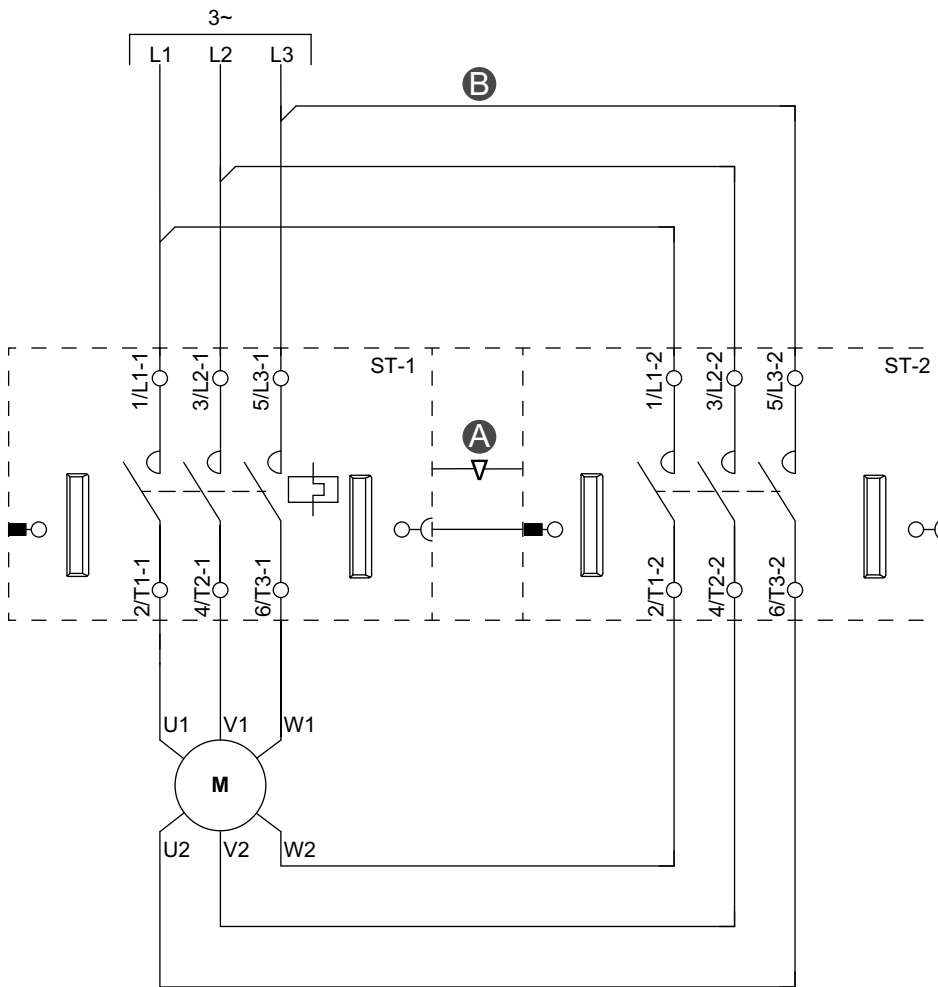 3~
L1 L2 L3
B
ST-1 ST-2
1/L1-1 3/L2-1 5/L3-1 1/L1-2 3/L2-2 5/L3-2
A
2/T1-1 4/T2-1 6/T3-1 2/T1-2 4/T2-2 6/T3-2
U1 V1 W1
M
U2 V2 W2